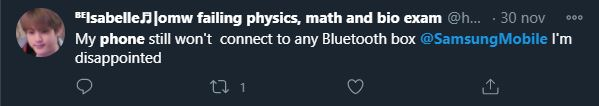 ᴮᴱIsabelle♫|omw failing physics, math and bio exam @h... · 30 nov
My phone still won't connect to any Bluetooth box @SamsungMobile I'm
disappointed
1